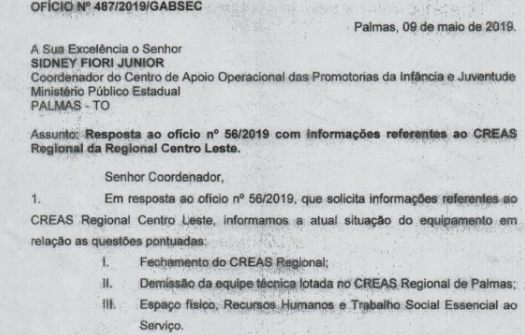 OFÍCIO Nº 487/2019/GABSEC
Palmas, 09 de maio de 2019.
A Sua Excelência o Senhor
SIDNEY FIORI JUNIOR
Coordenador do Centro de Apoio Operacional das Promotorias da Infância e Juventude
Ministério Público Estadual
PALMAS - TO
Assunto: Resposta ao oficio nº 56/2019 com informações referentes ao CREAS
Regional da Regional Centro Leste.
Senhor Coordenador,
1. Em resposta ao oficio nº 56/2019, que solicita informações referentes ao
CREAS Regional Centro Leste, informamos a atual situação do equipamento em
relação as questões pontuadas:
I. Fechamento do CREAS Regional;
II. Demissão da equipe técnica lotada no CREAS Regional de Palmas;
III. Espaço físico, Recursos Humanos e Trabalho Social Essencial ao
Serviço.